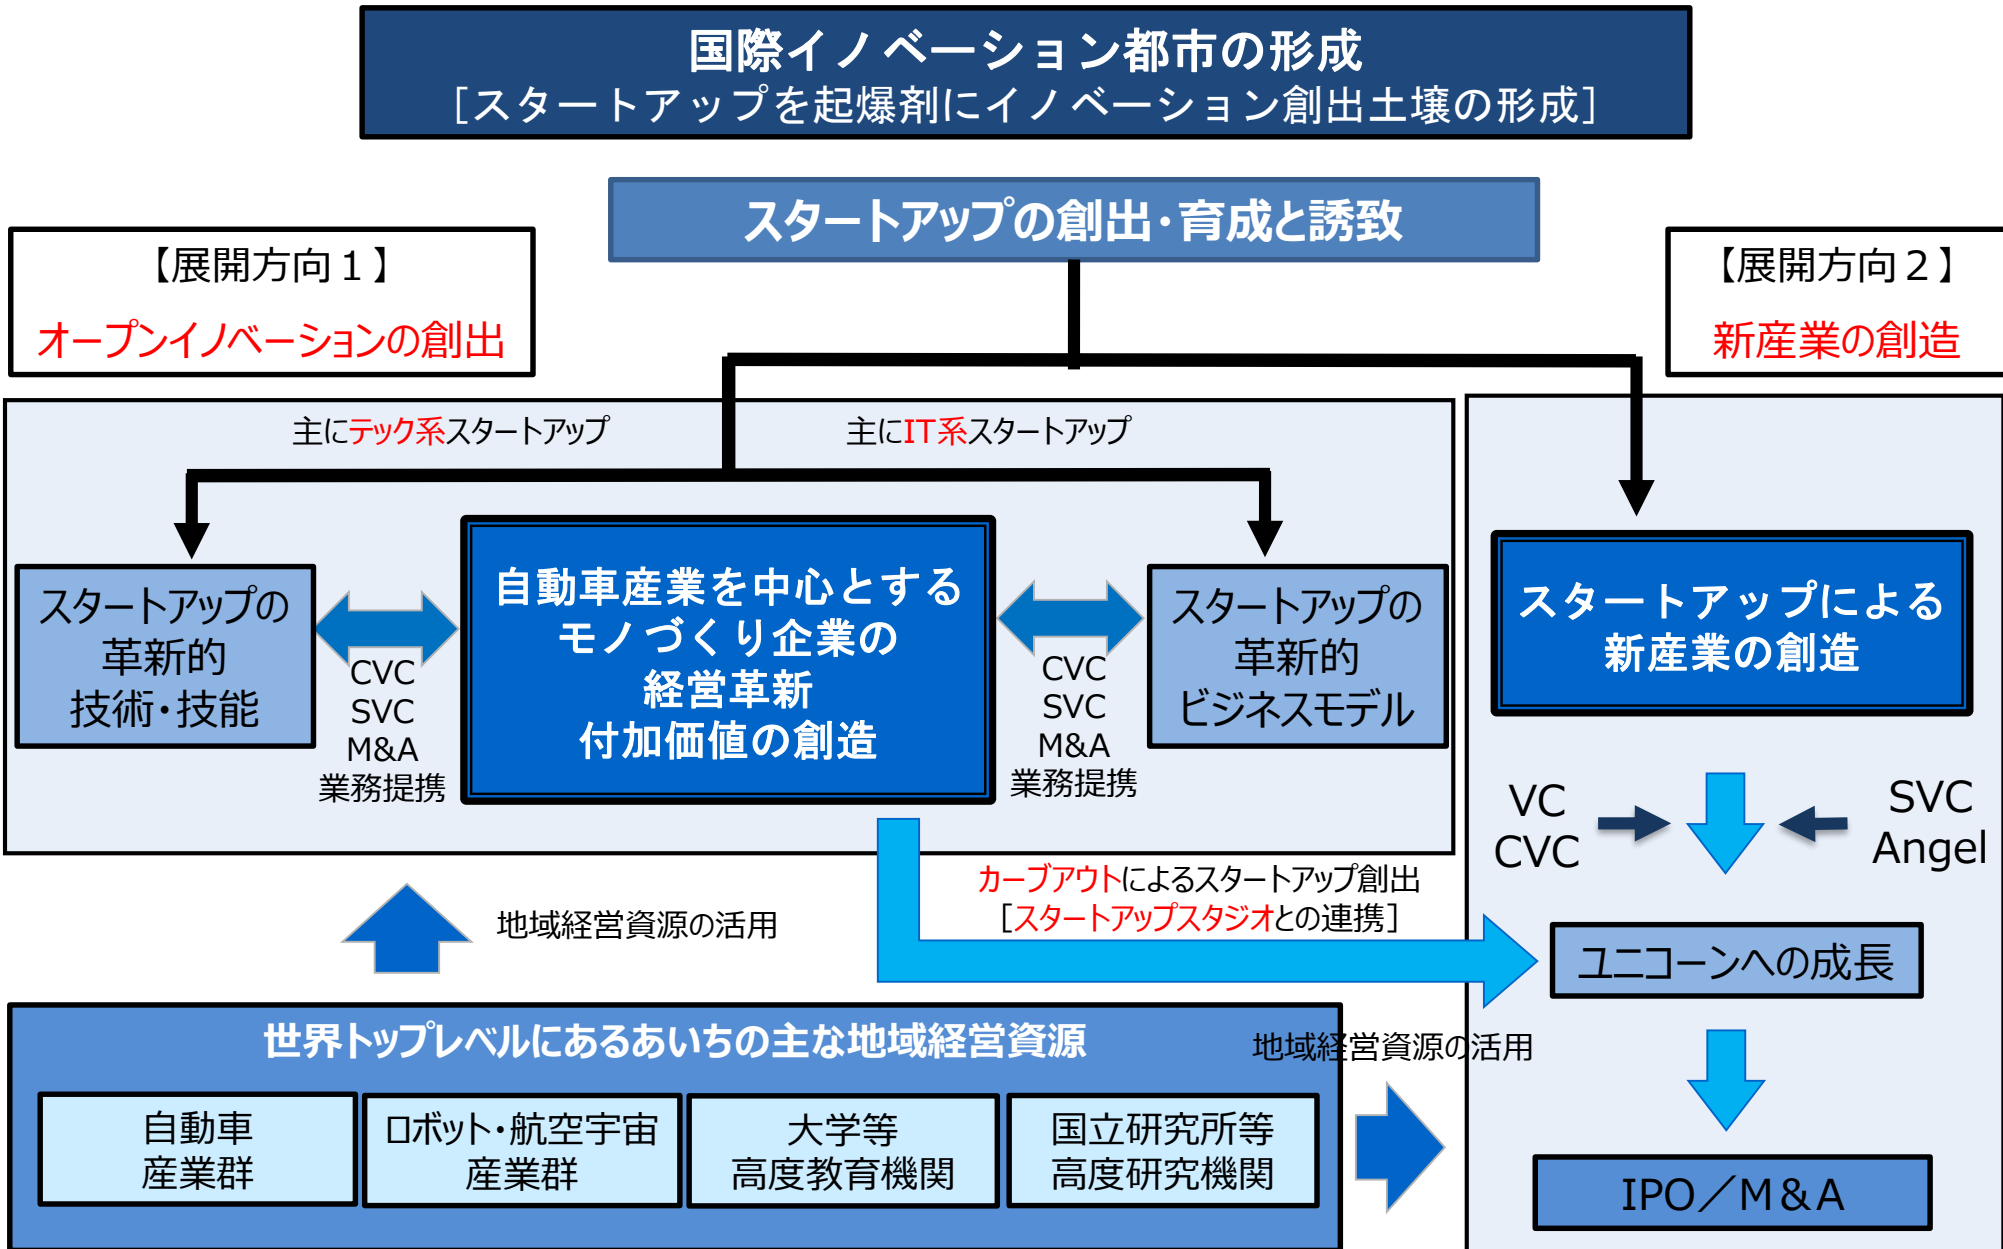 国際イノベーション都市の形成
［スタートアップを起爆剤にイノベーション創出土壌の形成］
スタートアップの創出・育成と誘致
【展開方向１】
オープンイノベーションの創出
【展開方向２】
新産業の創造
主にテック系スタートアップ
主にIT系スタートアップ
スタートアップの
革新的
技術・技能
CVC
SVC
M&A
業務提携
自動車産業を中心とする
モノづくり企業の
経営革新
付加価値の創造
CVC
SVC
M&A
業務提携
スタートアップの
革新的
ビジネスモデル
スタートアップによる
新産業の創造
VC
CVC
SVC
Angel
カーブアウトによるスタートアップ創出
［スタートアップスタジオとの連携］
地域経営資源の活用
ユニコーンへの成長
世界トップレベルにあるあいちの主な地域経営資源
地域経営資源の活用
自動車
産業群
ロボット・航空宇宙
産業群
大学等
高度教育機関
国立研究所等
高度研究機関
IPO／M＆A